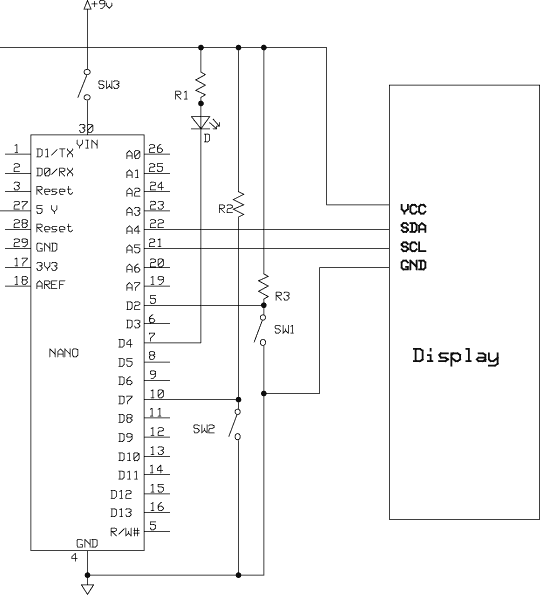 +9v
SW3
30
VIN
R1
D
1 D1/TX A0 26
2 D0/RX A1 25
3 Reset A2 24
27 5 V A3 23
28 Reset A4 22
29 GND A5 21
17 3V3 A6 20
18 AREF A7 19
D2 5
D3 6
D4 7
D5 8
D6 9
D7 10
D8 11
D9 12
D10 13
D11 14
D12 15
D13 16
R/W# 5
NANO
GND
4
R2
R3
SW1
SW2
VCC
SDA
SCL
GND
Display